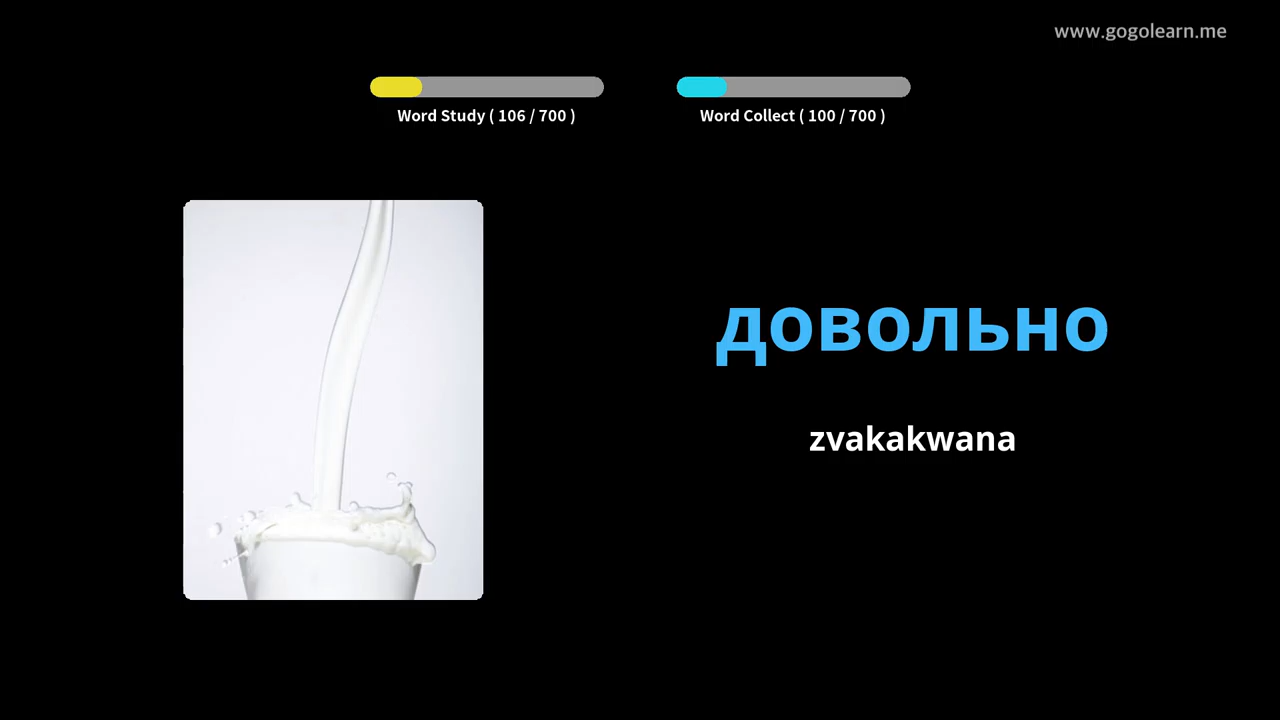 www.gogolearn.me
Word Study ( 106 / 700 )
Word Collect ( 100 / 700 )
довольно
zvakakwana